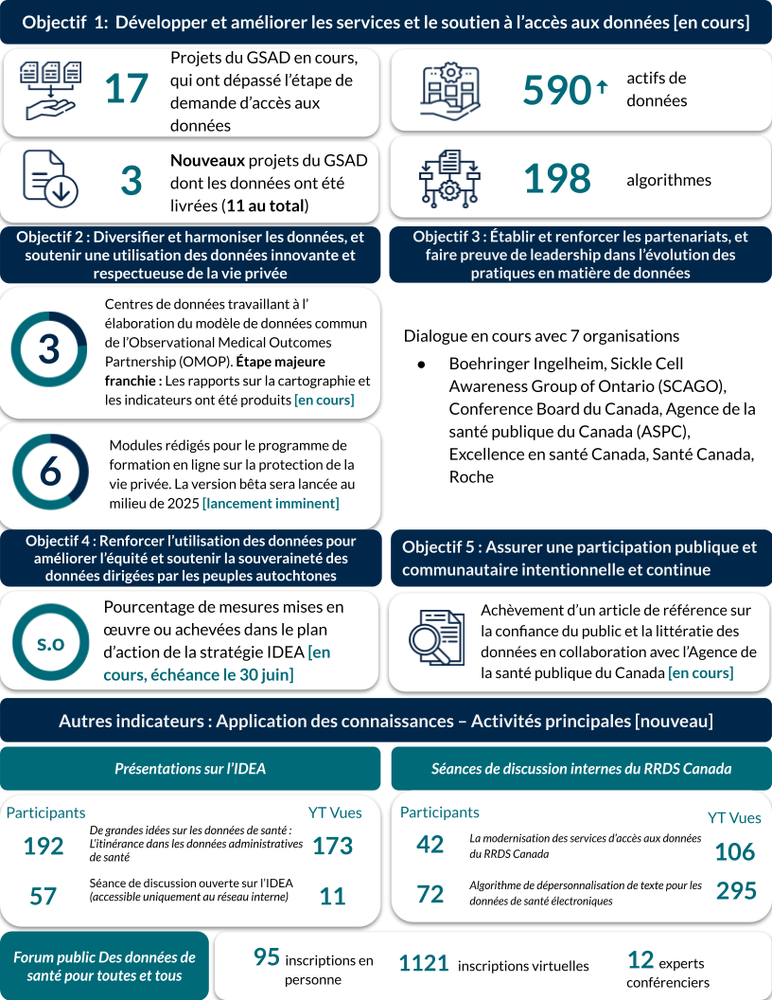 Objectif 1: Développer et améliorer les services et le soutien à l'accès aux données [en cours]
17
Projets du GSAD en cours,
qui ont dépassé l'étape de
demande d'accès aux
données
590
actifs de
données
3
Nouveaux projets du GSAD
dont les données ont été
livrées (11 au total)
198
algorithmes
Objectif 2 : Diversifier et harmoniser les données, et
soutenir une utilisation des données innovante et
respectueuse de la vie privée
3
Centres de données travaillant à l'
élaboration du modèle de données commun
de l'Observational Medical Outcomes
Partnership (OMOP). Étape majeure
franchie : Les rapports sur la cartographie et
les indicateurs ont été produits [en cours]
6
Modules rédigés pour le programme de
formation en ligne sur la protection de la
vie privée. La version bêta sera lancée au
milieu de 2025 [lancement imminent]
Objectif 3 : Établir et renforcer les partenariats, et
faire preuve de leadership dans l'évolution des
pratiques en matière de données
Dialogue en cours avec 7 organisations
● Boehringer Ingelheim, Sickle Cell
Awareness Group of Ontario (SCAGO),
Conference Board du Canada, Agence de la
santé publique du Canada (ASPC),
Excellence en santé Canada, Santé Canada,
Roche
Objectif 4 : Renforcer l'utilisation des données pour
améliorer l'équité et soutenir la souveraineté des
données dirigées par les peuples autochtones
s.o
Pourcentage de mesures mises en
œuvre ou achevées dans le plan
d'action de la stratégie IDEA [en
cours, échéance le 30 juin]
Objectif 5 : Assurer une participation publique et
communautaire intentionnelle et continue
Achèvement d'un article de référence sur
la confiance du public et la littératie des
données en collaboration avec l'Agence de
la santé publique du Canada [en cours]
Autres indicateurs : Application des connaissances – Activités principales [nouveau]
Présentations sur l'IDEA
Participants
YT Vues
192
De grandes idées sur les données de santé :
L'itinérance dans les données administratives
de santé
173
57
Séance de discussion ouverte sur l'IDEA
(accessible uniquement au réseau interne)
11
Séances de discussion internes du RRDS Canada
Participants
YT Vues
42
La modernisation des services d'accès aux données
du RRDS Canada
106
72
Algorithme de dépersonnalisation de texte pour les
données de santé électroniques
295
Forum public Des données de
santé pour toutes et tous
95 inscriptions en
personne
1121 inscriptions virtuelles
12 experts
conférenciers